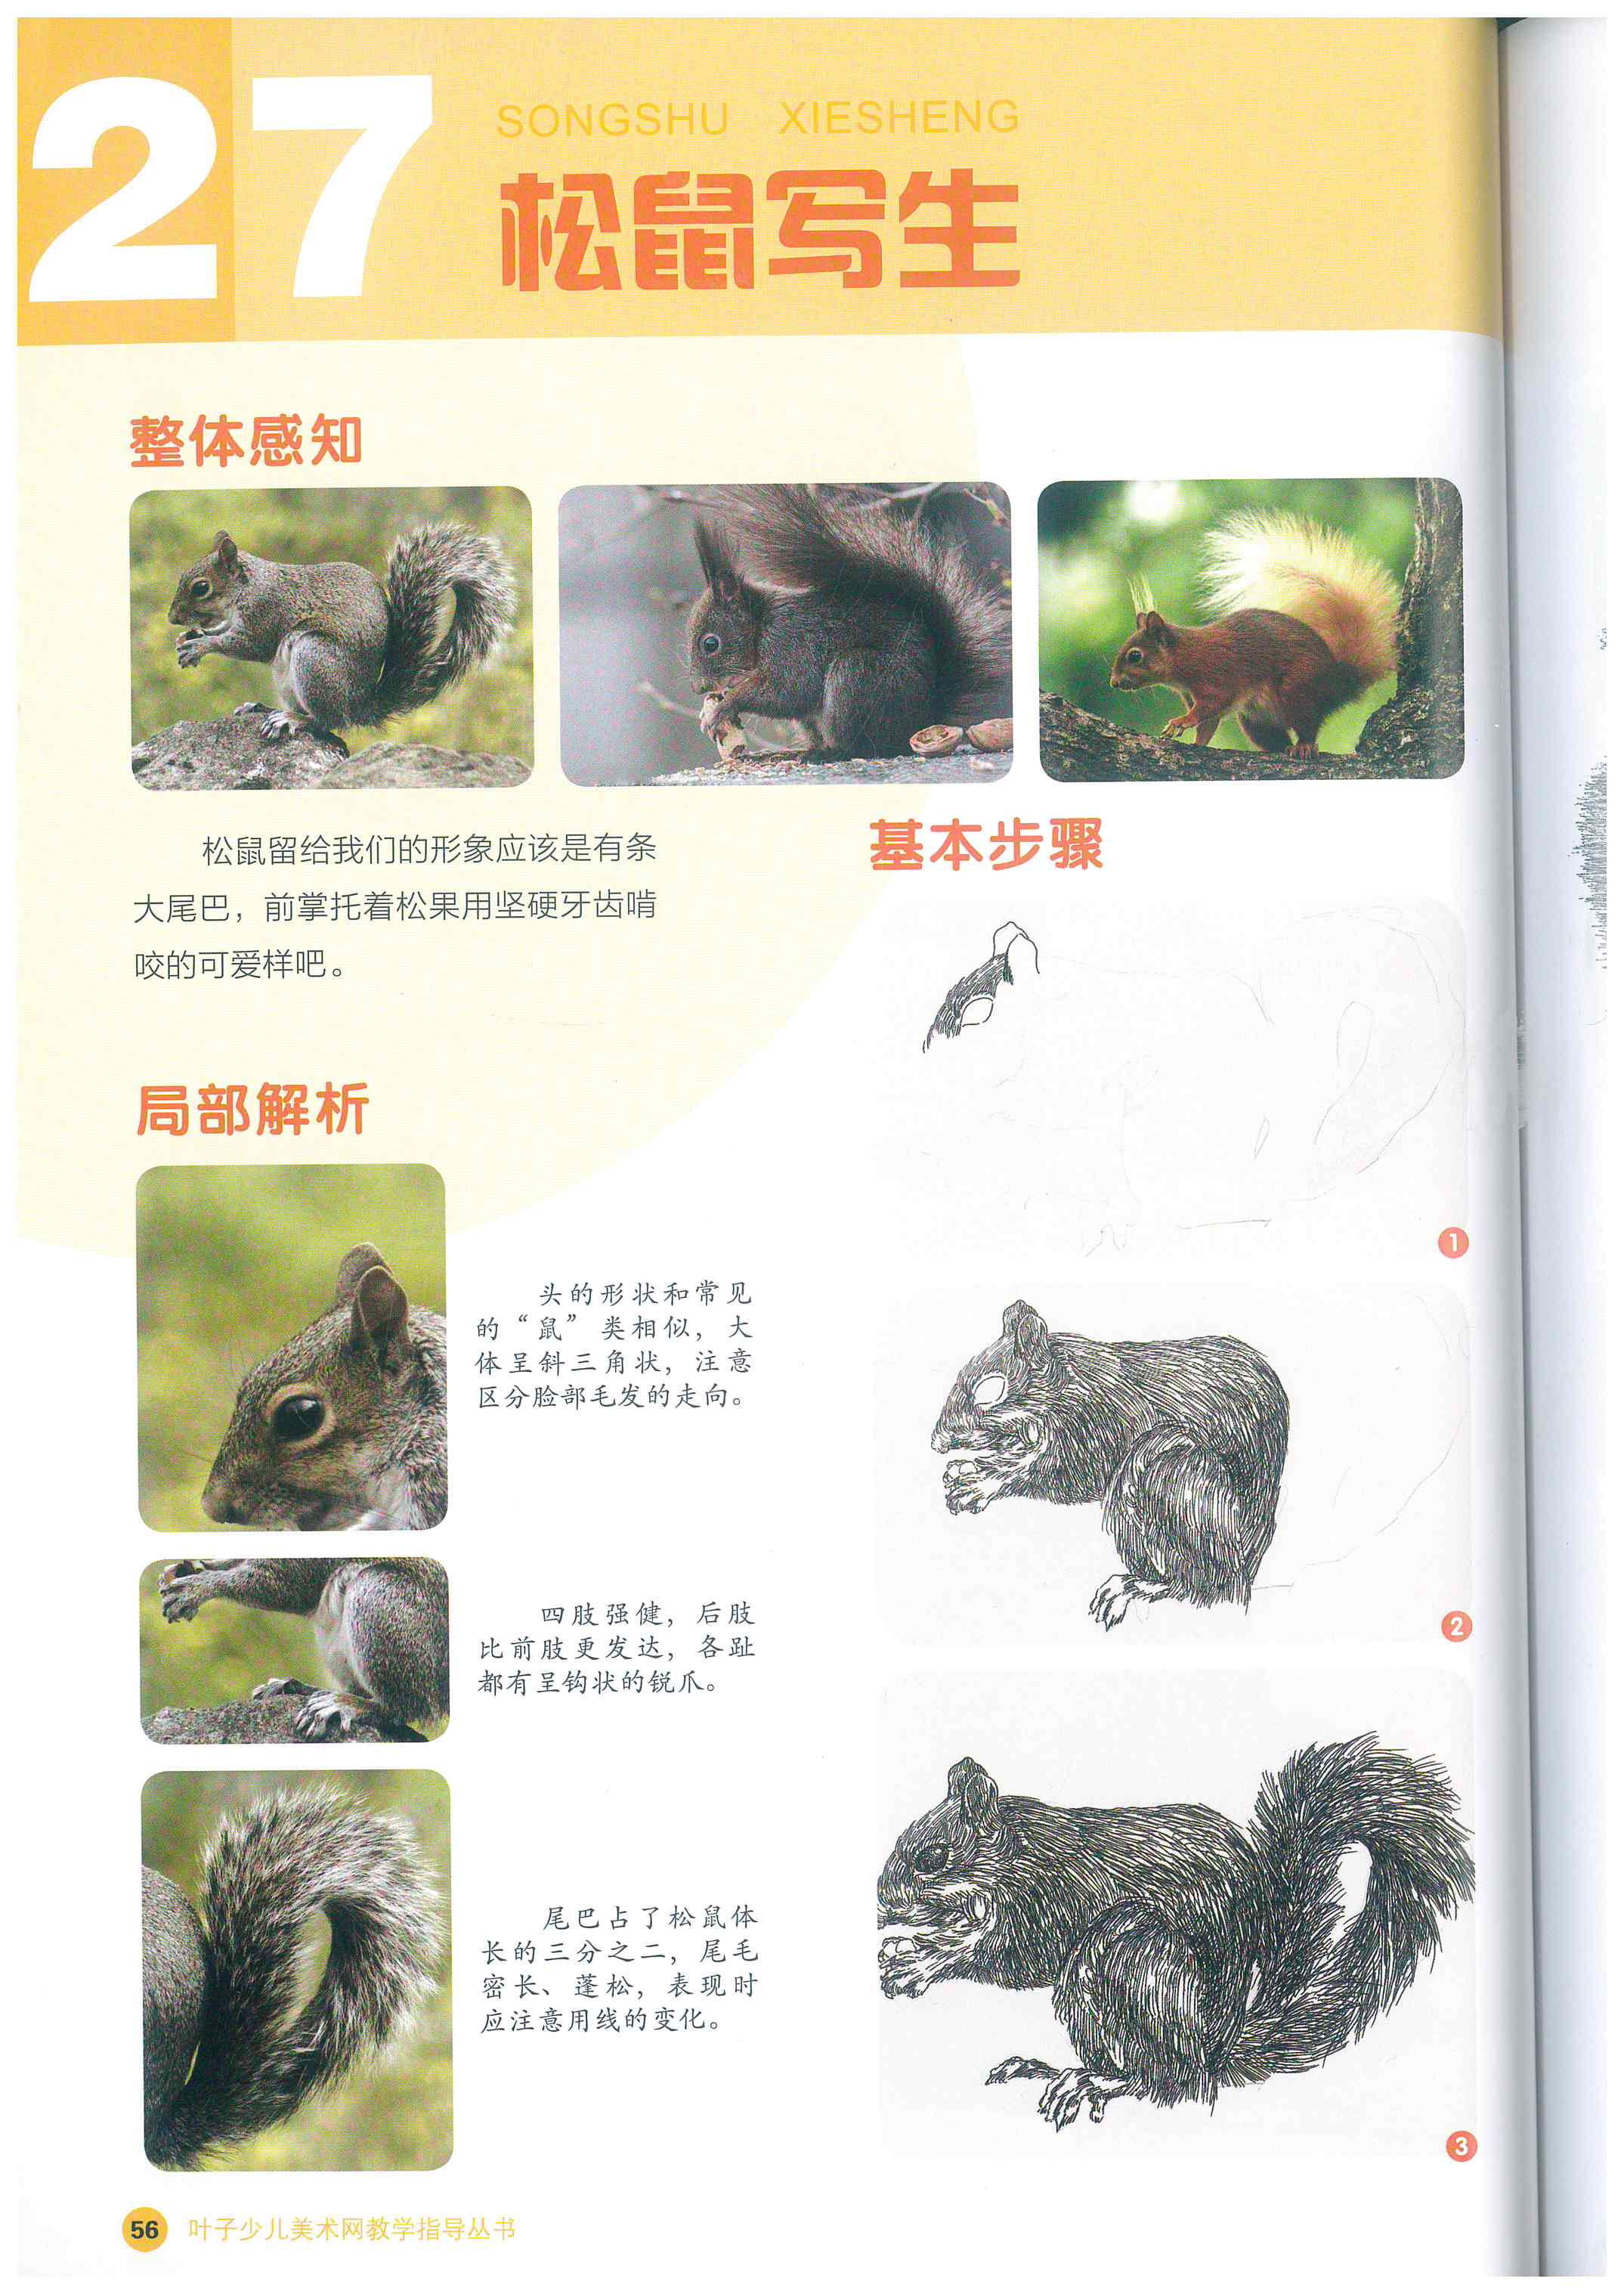 27
SONGSHU XIESHENG
松鼠写生
整体感知
松鼠留给我们的形象应该是有条
大尾巴，前掌托着松果用坚硬牙齿啃
咬的可爱样吧。
局部解析
头的形状和常见
的“鼠”类相似，大
体呈斜三角状，注意
区分脸部毛发的走向。
四肢强健，后肢
比前肢更发达，各趾
都有呈钩状的锐爪。
尾巴占了松鼠体
长的三分之二，尾毛
密长、蓬松，表现时
应注意用线的变化。
基本步骤
1
2
3
56 叶子少儿美术网教学指导丛书